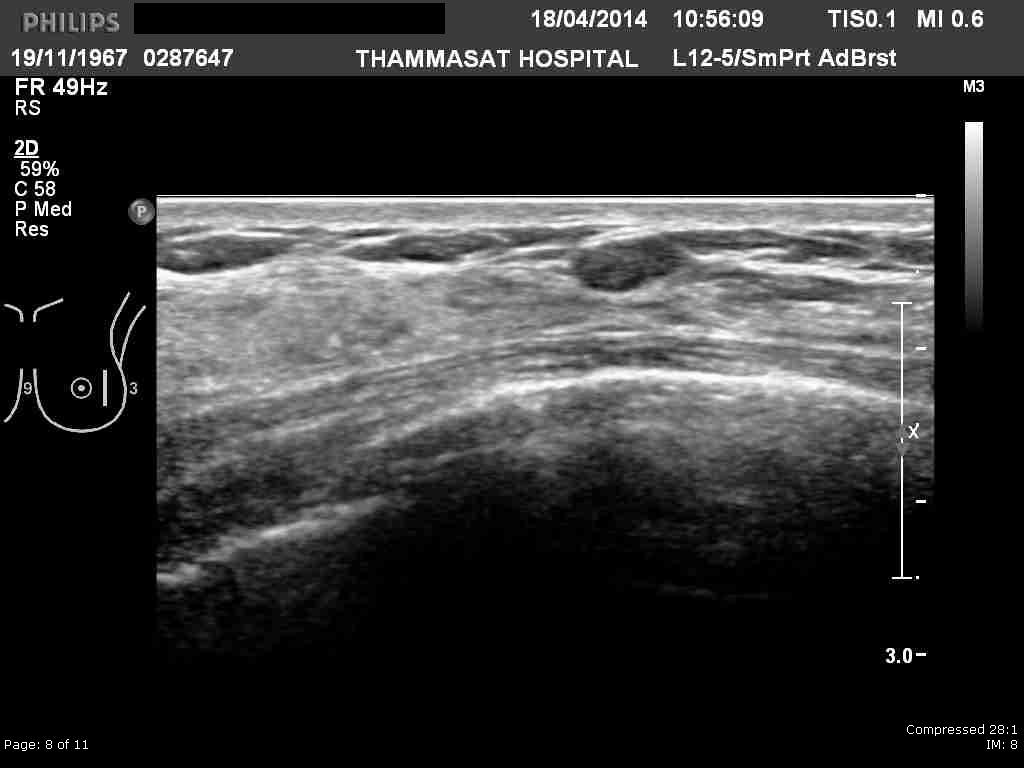 PHILIPS 18/04/2014 10:56:09 TIS0.1 MI 0.6
19/11/1967 0287647 THAMMASAT HOSPITAL L12-5/SmPrt AdBrst
FR 49Hz
RS
M3
2D
59%
C 58
P Med
Res
P
9
3
X
3.0
Compressed 28:1
Page: 8 of 11
IM: 8